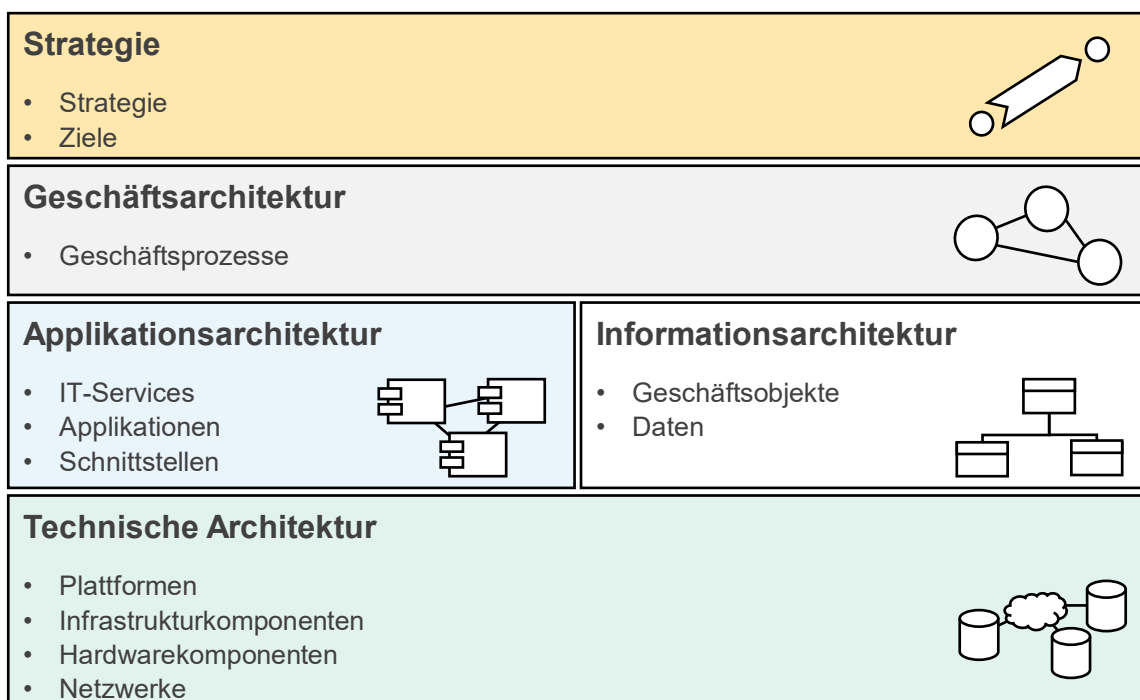 Strategie
• Strategie
• Ziele
Geschäftsarchitektur
• Geschäftsprozesse
Applikationsarchitektur
• IT-Services
• Applikationen
• Schnittstellen
Informationsarchitektur
• Geschäftsobjekte
• Daten
Technische Architektur
• Plattformen
• Infrastrukturkomponenten
• Hardwarekomponenten
• Netzwerke